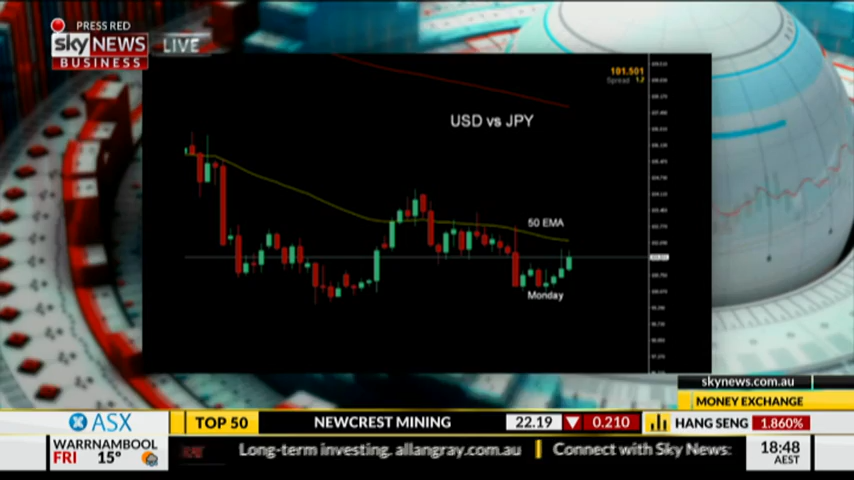 PRESS RED
sky NEWS
BUSINESS
LIVE
101.501
Spread 1.2
USD vs JPY
50 EMA
Monday
skynews.com.au
MONEY EXCHANGE
ASX
TOP 50
NEWCREST MINING
22.19
0.210
HANG SENG
1.860%
WARRNAMBOOL
FRI 15°
Long-term investing. allangray.com.au
Connect with Sky News:
18:48
AEST